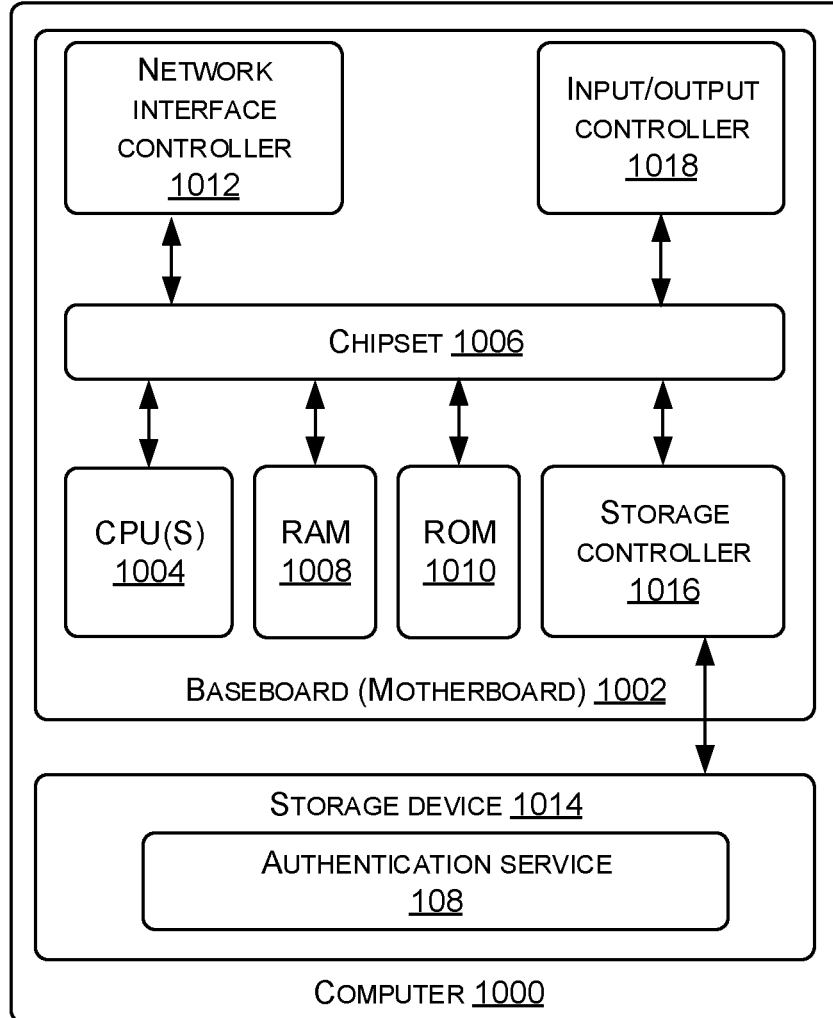 NETWORK
INTERFACE
CONTROLLER
1012
INPUT/OUTPUT
CONTROLLER
1018
CHIPSET 1006
CPU(S)
1004
RAM
1008
ROM
1010
STORAGE
CONTROLLER
1016
BASEBOARD (MOTHERBOARD) 1002
STORAGE DEVICE 1014
AUTHENTICATION SERVICE
108
COMPUTER 1000